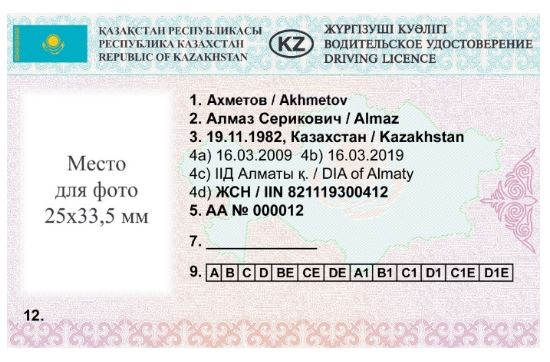 ҚАЗАҚСТАН РЕСПУБЛИКАСЫ
РЕСПУБЛИКА КАЗАХСТАН
REPUBLIC OF KAZAKHSTAN
KZ
ЖҮРГІЗУШІ КУӘЛІГІ
ВОДИТЕЛЬСКОЕ УДОСТОВЕРЕНИЕ
DRIVING LICENCE
Место
для фото
25x33,5 мм
1. Ахметов / Akhmetov
2. Алмаз Серикович / Almaz
3. 19.11.1982, Казахстан / Kazakhstan
4a) 16.03.2009 4b) 16.03.2019
4c) ІІД Алматы қ. / DIA of Almaty
4d) ЖСН / IIN 821119300412
5. AA № 000012
7.
9. A B C D BE CE DE A1 B1 C1 D1 C1E D1E
12.